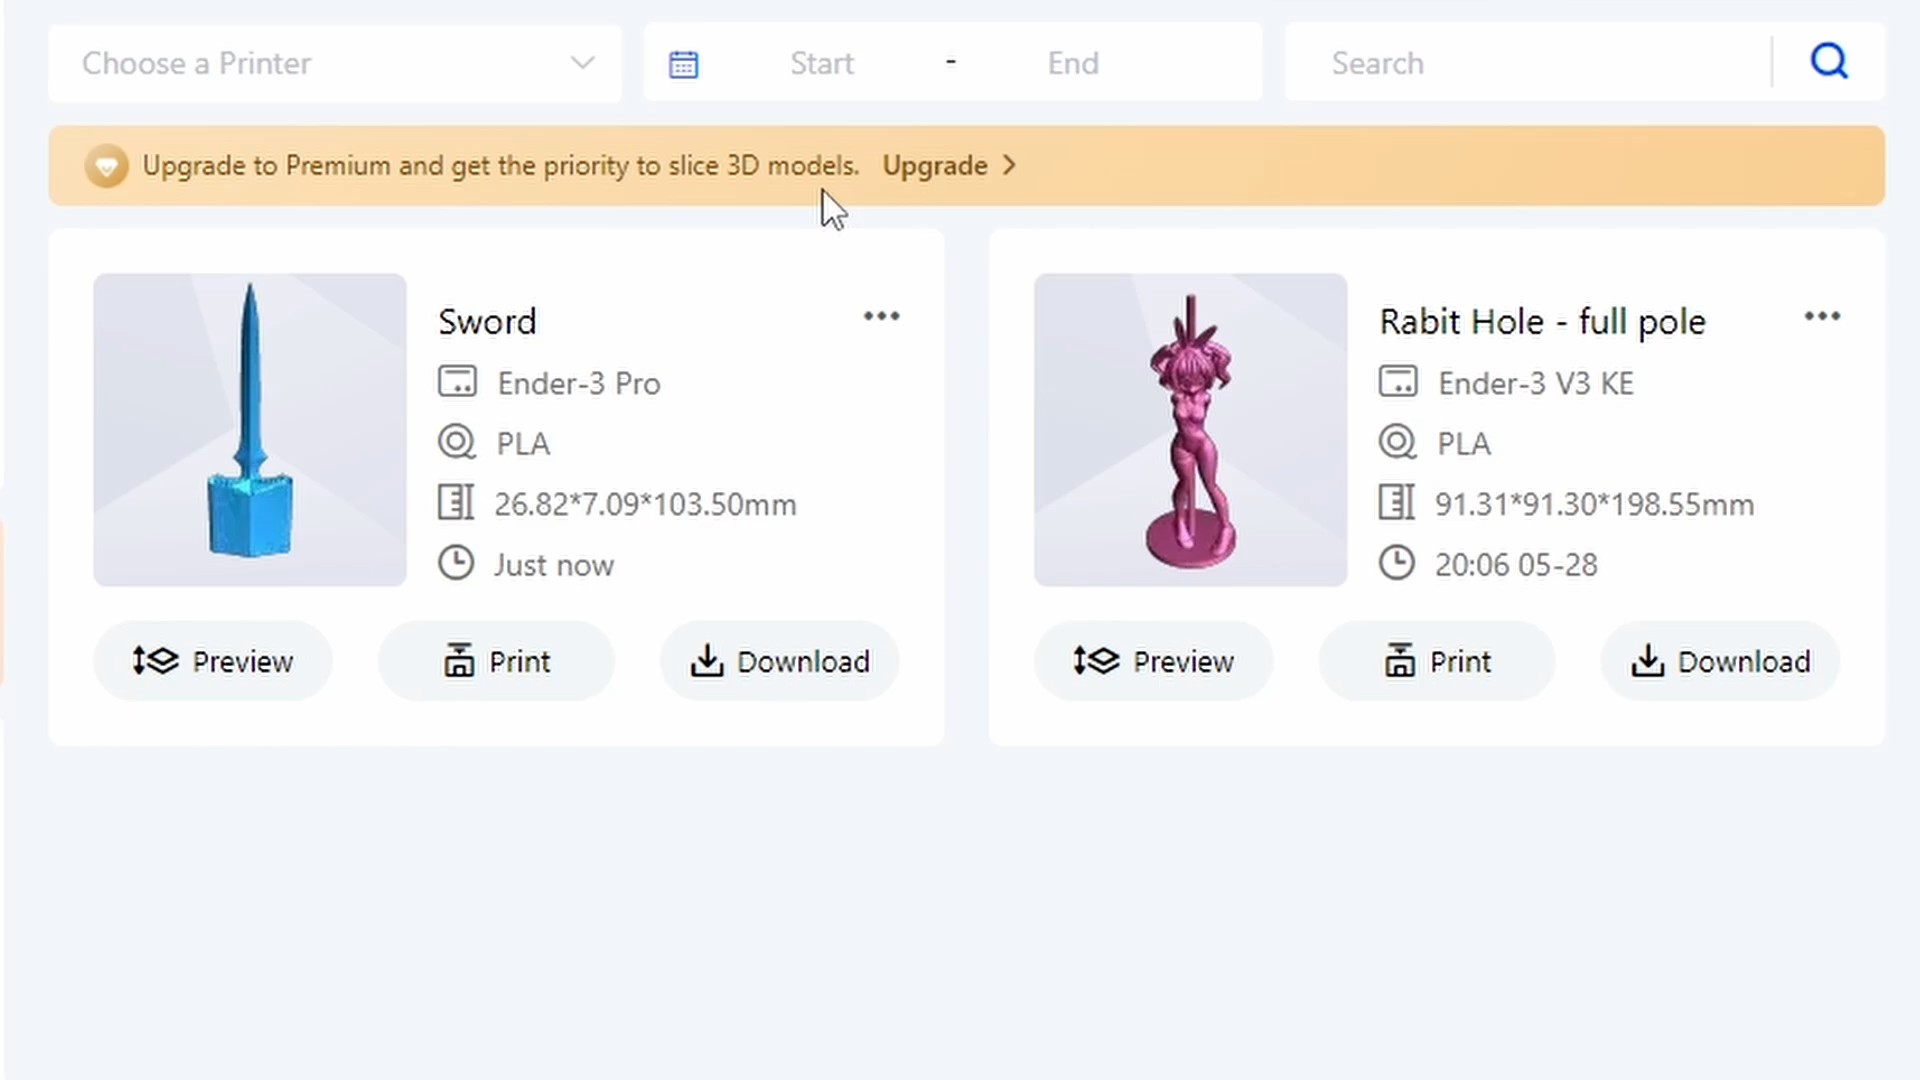 Choose a Printer
Start - End
Search
Upgrade to Premium and get the priority to slice 3D models. Upgrade >
Sword
Ender-3 Pro
PLA
26.82*7.09*103.50mm
Just now
Preview
Print
Download
Rabit Hole - full pole
Ender-3 V3 KE
PLA
91.31*91.30*198.55mm
20:06 05-28
Preview
Print
Download